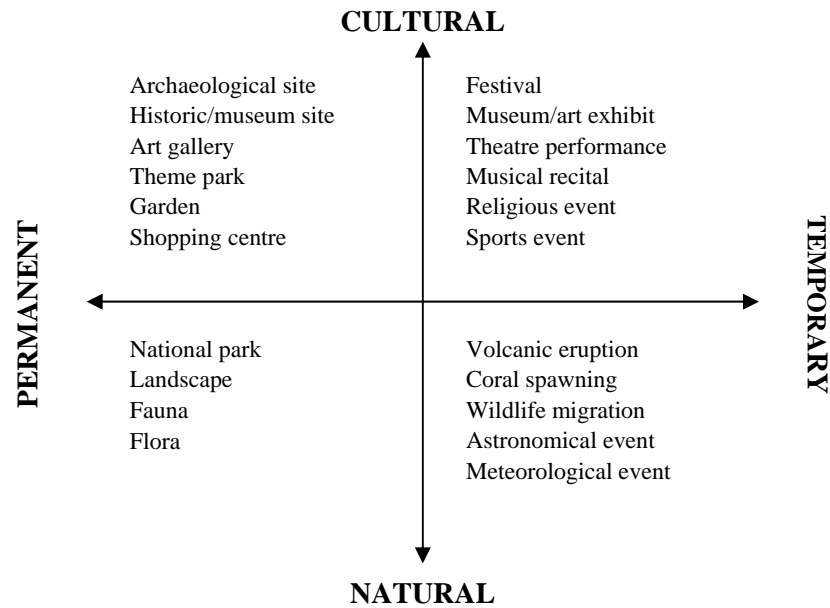 CULTURAL
Archaeological site
Historic/museum site
Art gallery
Theme park
Garden
Shopping centre
Festival
Museum/art exhibit
Theatre performance
Musical recital
Religious event
Sports event
PERMANENT
TEMPORARY
National park
Landscape
Fauna
Flora
Volcanic eruption
Coral spawning
Wildlife migration
Astronomical event
Meteorological event
NATURAL